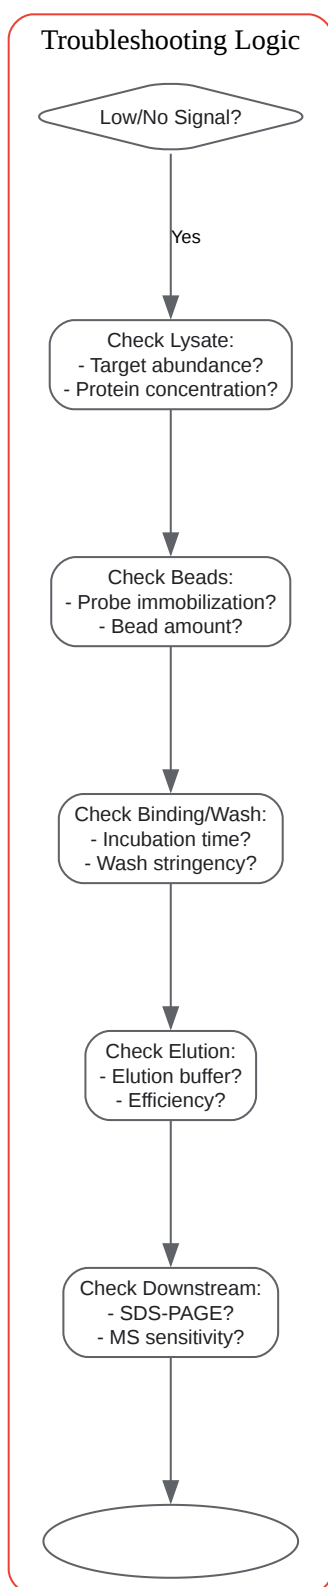 Troubleshooting Logic
Low/No Signal?
Yes
Check Lysate:
- Target abundance?
- Protein concentration?
Check Beads:
- Probe immobilization?
- Bead amount?
Check Binding/Wash:
- Incubation time?
- Wash stringency?
Check Elution:
- Elution buffer?
- Efficiency?
Check Downstream:
- SDS-PAGE?
- MS sensitivity?